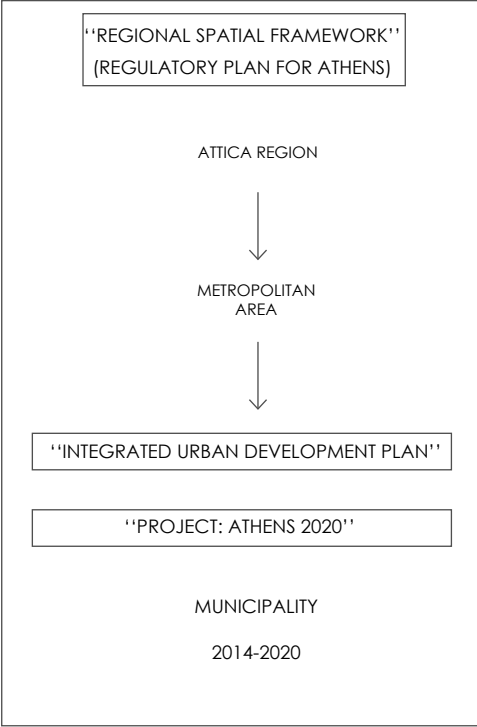 ‘‘REGIONAL SPATIAL FRAMEWORK’’
(REGULATORY PLAN FOR ATHENS)
ATTICA REGION
METROPOLITAN
AREA
‘‘INTEGRATED URBAN DEVELOPMENT PLAN’’
‘‘PROJECT: ATHENS 2020’’
MUNICIPALITY
2014-2020